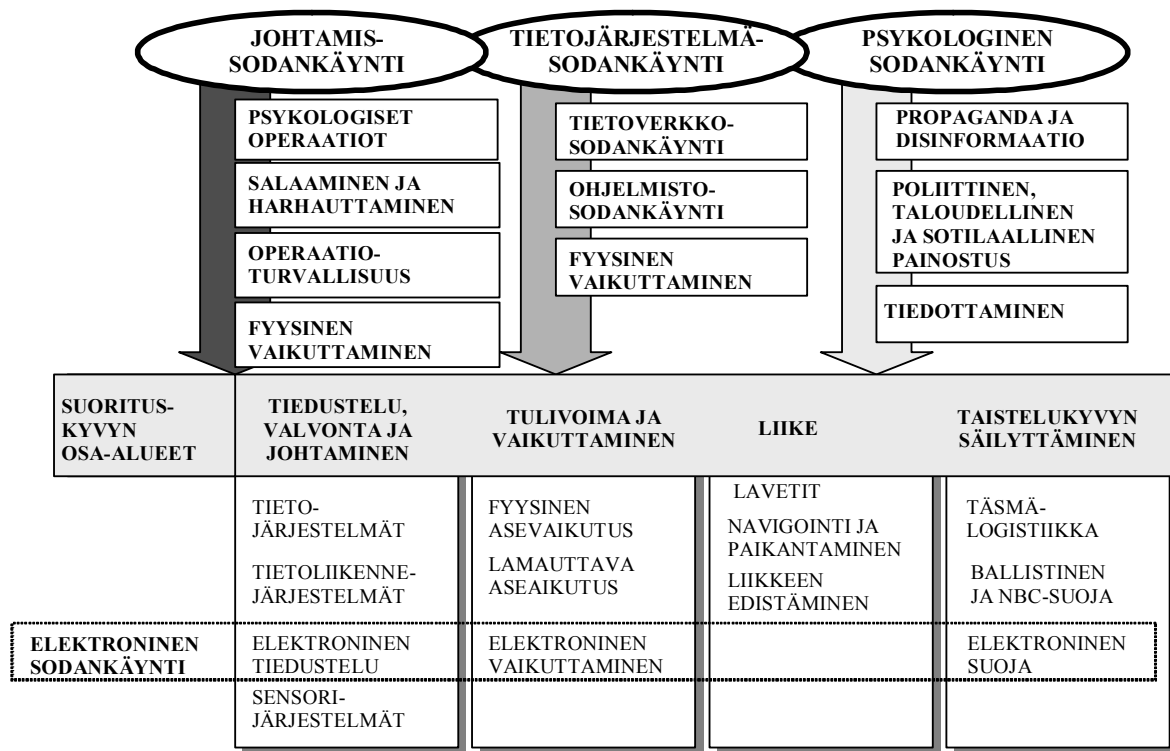 JOHTAMIS-
SODANKÄYNTI
TIETOJÄRJESTELMÄ-
SODANKÄYNTI
PSYKOLOGINEN
SODANKÄYNTI
PSYKOLOGISET
OPERAATIOT
SALAAMINEN JA
HARHAUTTAMINEN
OPERAATIO-
TURVALLISUUS
FYYSINEN
VAIKUTTAMINEN
TIETOVERKKO-
SODANKÄYNTI
OHJELMISTO-
SODANKÄYNTI
FYYSINEN
VAIKUTTAMINEN
PROPAGANDA JA
DISINFORMAATIO
POLIITTINEN,
TALOUDELLINEN
JA SOTILAALLINEN
PAINOSTUS
TIEDOTTAMINEN
SUORITUS-
KYVYN
OSA-ALUEET
TIEDUSTELU,
VALVONTA JA
JOHTAMINEN
TULIVOIMA JA
VAIKUTTAMINEN
LIIKE
TAISTELUKYVYN
SÄILYTTÄMINEN
TIETO-
JÄRJESTELMÄT
TIETOLIIKENNE-
JÄRJESTELMÄT
FYYSINEN
ASEVAIKUTUS
LAMAUTTAVA
ASEAIKUTUS
LAVETIT
NAVIGOINTI JA
PAIKANTAMINEN
LIIKKEEN
EDISTÄMINEN
TÄSMÄ-
LOGISTIIKKA
BALLISTINEN
JA NBC-SUOJA
ELEKTRONINEN
SODANKÄYNTI
ELEKTRONINEN
TIEDUSTELU
ELEKTRONINEN
VAIKUTTAMINEN
ELEKTRONINEN
SUOJA
SENSORI-
JÄRJESTELMÄT